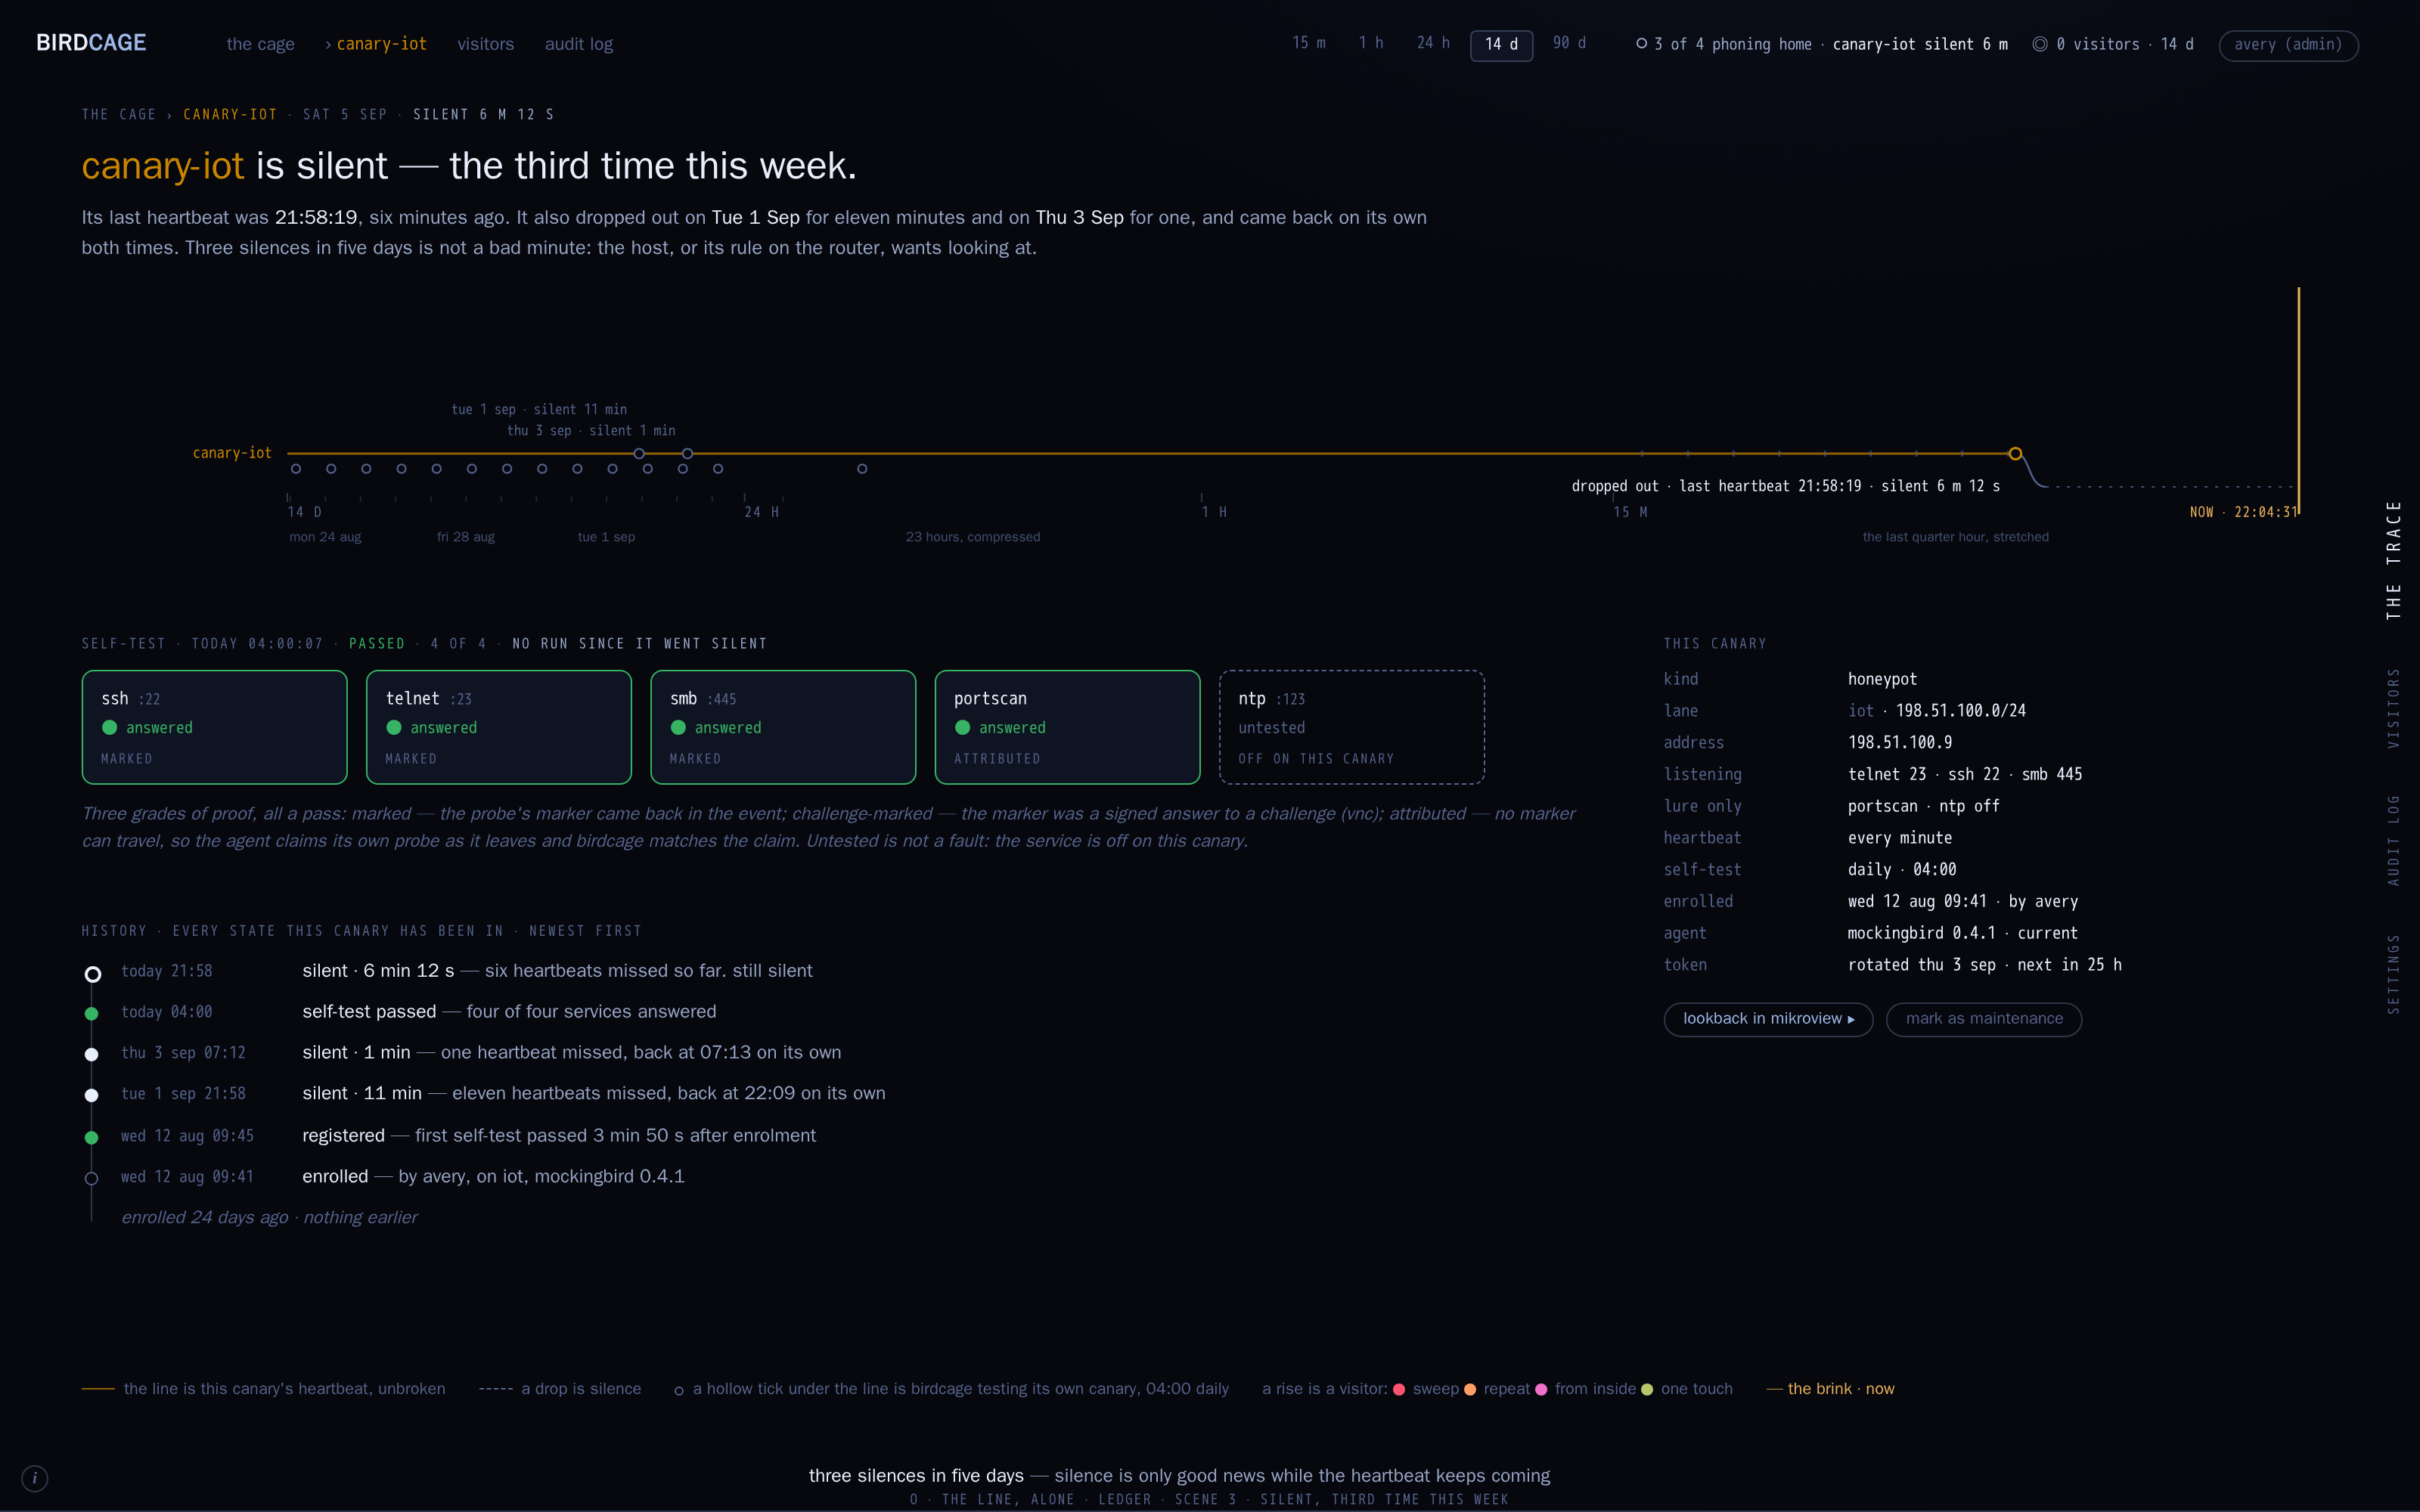 BIRDCAGE
the cage › canary-iot visitors audit log
15 m 1 h 24 h 14 d 90 d
3 of 4 phoning home · canary-iot silent 6 m
0 visitors · 14 d
avery (admin)
THE CAGE › CANARY-IOT · SAT 5 SEP · SILENT 6 M 12 S
canary-iot is silent — the third time this week.
Its last heartbeat was 21:58:19, six minutes ago. It also dropped out on Tue 1 Sep for eleven minutes and on Thu 3 Sep for one, and came back on its own
both times. Three silences in five days is not a bad minute: the host, or its rule on the router, wants looking at.
tue 1 sep · silent 11 min
thu 3 sep · silent 1 min
canary-iot
dropped out · last heartbeat 21:58:19 · silent 6 m 12 s
14 D 24 H 1 H 15 M NOW · 22:04:31
mon 24 aug fri 28 aug tue 1 sep 23 hours, compressed the last quarter hour, stretched
THE TRACE
VISITORS
AUDIT LOG
SETTINGS
SELF-TEST · TODAY 04:00:07 · PASSED · 4 OF 4 · NO RUN SINCE IT WENT SILENT
ssh :22
answered
MARKED
telnet :23
answered
MARKED
smb :445
answered
MARKED
portscan
answered
ATTRIBUTED
ntp :123
untested
OFF ON THIS CANARY
Three grades of proof, all a pass: marked — the probe's marker came back in the event; challenge-marked — the marker was a signed answer to a challenge (vnc); attributed — no marker
can travel, so the agent claims its own probe as it leaves and birdcage matches the claim. Untested is not a fault: the service is off on this canary.
THIS CANARY
kind honeypot
lane iot · 198.51.100.0/24
address 198.51.100.9
listening telnet 23 · ssh 22 · smb 445
lure only portscan · ntp off
heartbeat every minute
self-test daily · 04:00
enrolled wed 12 aug 09:41 · by avery
agent mockingbird 0.4.1 · current
token rotated thu 3 sep · next in 25 h
lookback in mikroview ▸
mark as maintenance
HISTORY · EVERY STATE THIS CANARY HAS BEEN IN · NEWEST FIRST
today 21:58 silent · 6 min 12 s — six heartbeats missed so far. still silent
today 04:00 self-test passed — four of four services answered
thu 3 sep 07:12 silent · 1 min — one heartbeat missed, back at 07:13 on its own
tue 1 sep 21:58 silent · 11 min — eleven heartbeats missed, back at 22:09 on its own
wed 12 aug 09:45 registered — first self-test passed 3 min 50 s after enrolment
wed 12 aug 09:41 enrolled — by avery, on iot, mockingbird 0.4.1
enrolled 24 days ago · nothing earlier
the line is this canary's heartbeat, unbroken a drop is silence a hollow tick under the line is birdcage testing its own canary, 04:00 daily a rise is a visitor: sweep repeat from inside one touch — the brink · now
i
three silences in five days — silence is only good news while the heartbeat keeps coming
O · THE LINE, ALONE · LEDGER · SCENE 3 · SILENT, THIRD TIME THIS WEEK